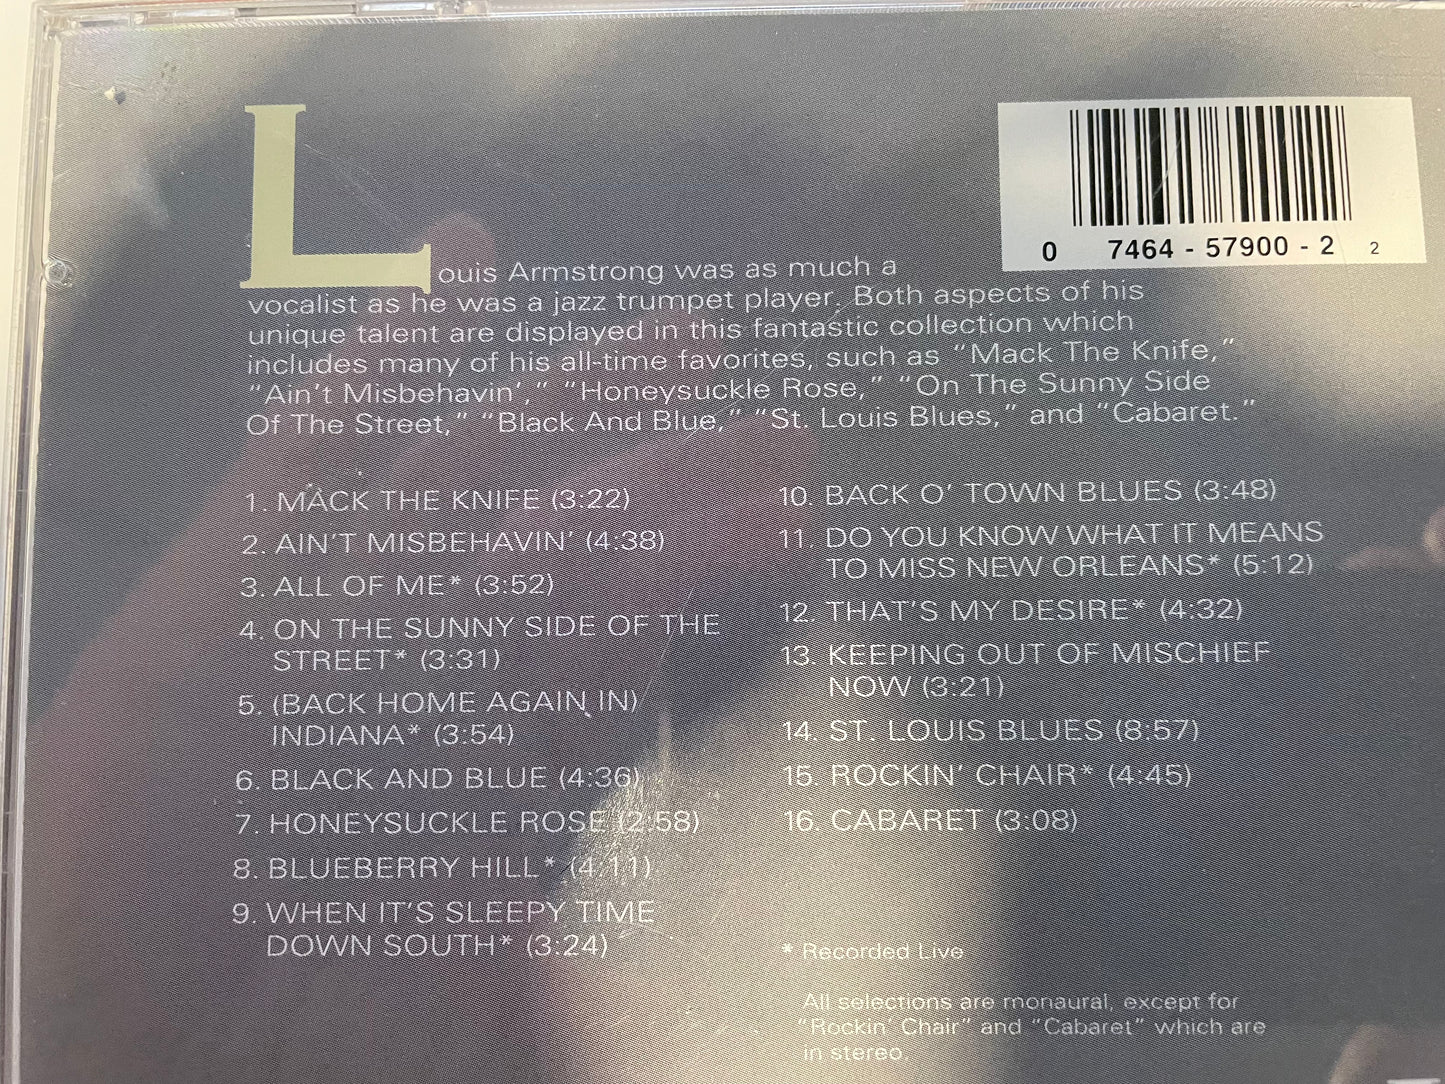 0 7464 - 57900 - 2 2
Louis Armstrong was as much a
vocalist as he was a jazz trumpet player. Both aspects of his
unique talent are displayed in this fantastic collection which
includes many of his all-time favorites, such as “Mack The Knife,”
“Ain’t Misbehavin’,” “Honeysuckle Rose,” “On The Sunny Side
Of The Street,” “Black And Blue,” “St. Louis Blues,” and “Cabaret.”
1. MACK THE KNIFE (3:22)
2. AIN’T MISBEHAVIN’ (4:38)
3. ALL OF ME* (3:52)
4. ON THE SUNNY SIDE OF THE
STREET* (3:31)
5. (BACK HOME AGAIN IN)
INDIANA* (3:54)
6. BLACK AND BLUE (4:36)
7. HONEYSUCKLE ROSE (2:58)
8. BLUEBERRY HILL* (4:11)
9. WHEN IT’S SLEEPY TIME
DOWN SOUTH* (3:24)
10. BACK O’ TOWN BLUES (3:48)
11. DO YOU KNOW WHAT IT MEANS
TO MISS NEW ORLEANS* (5:12)
12. THAT’S MY DESIRE* (4:32)
13. KEEPING OUT OF MISCHIEF
NOW (3:21)
14. ST. LOUIS BLUES (8:57)
15. ROCKIN’ CHAIR* (4:45)
16. CABARET (3:08)
* Recorded Live
All selections are monaural, except for
“Rockin’ Chair” and “Cabaret” which are
in stereo.